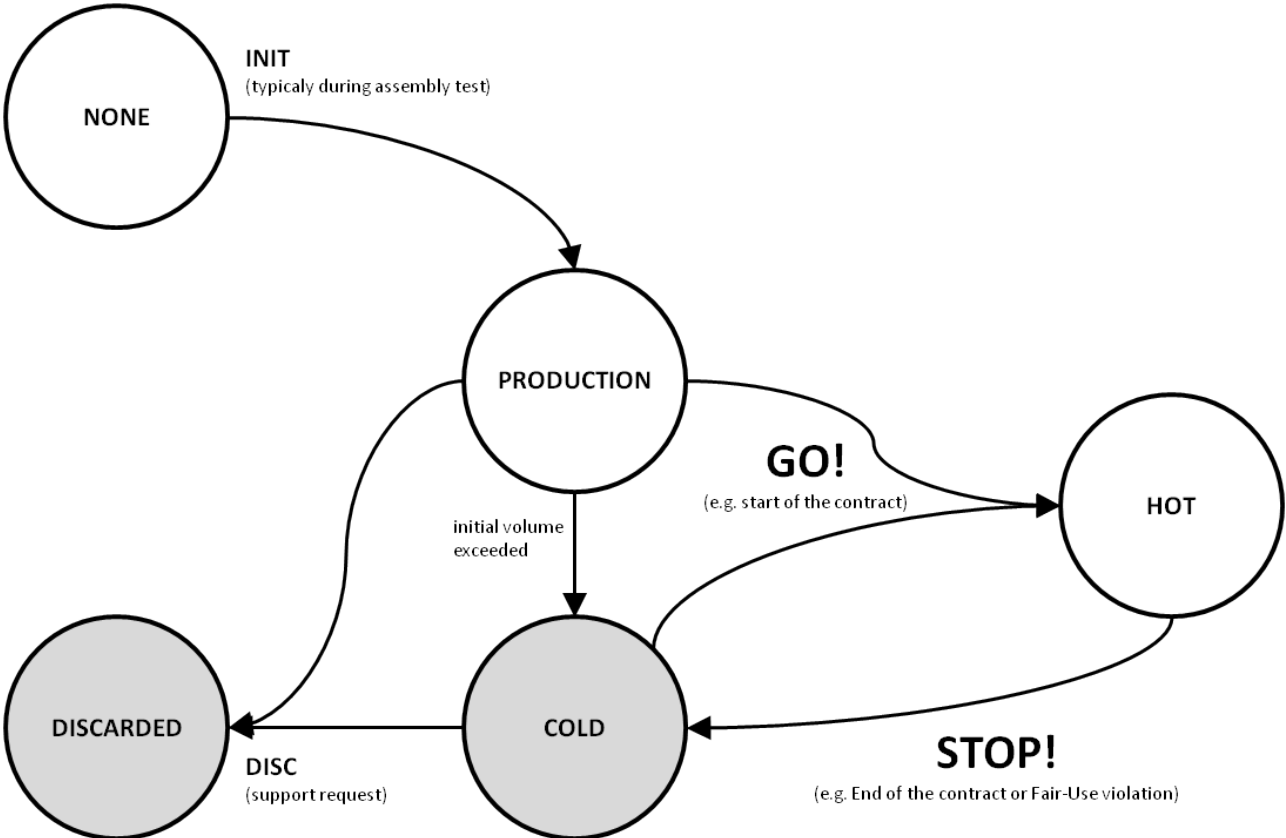 INIT
(typicaly during assembly test)
NONE
PRODUCTION
GO!
(e.g. start of the contract)
HOT
initial volume
exceeded
DISCARDED
COLD
DISC
(support request)
STOP!
(e.g. End of the contract or Fair-Use violation)